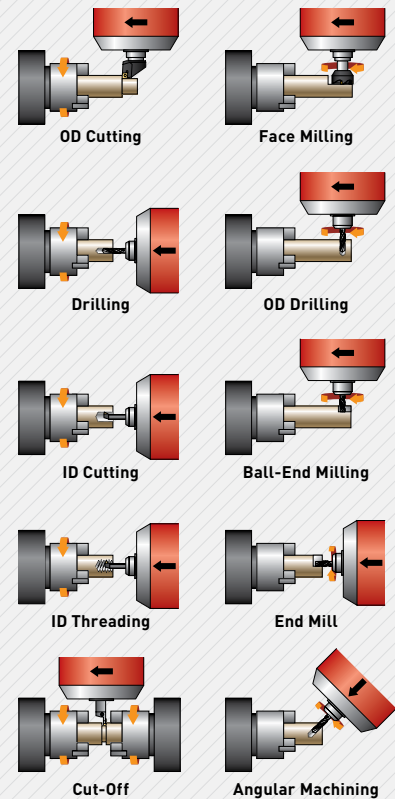 OD Cutting
Face Milling
Drilling
OD Drilling
ID Cutting
Ball-End Milling
ID Threading
End Mill
Cut-Off
Angular Machining